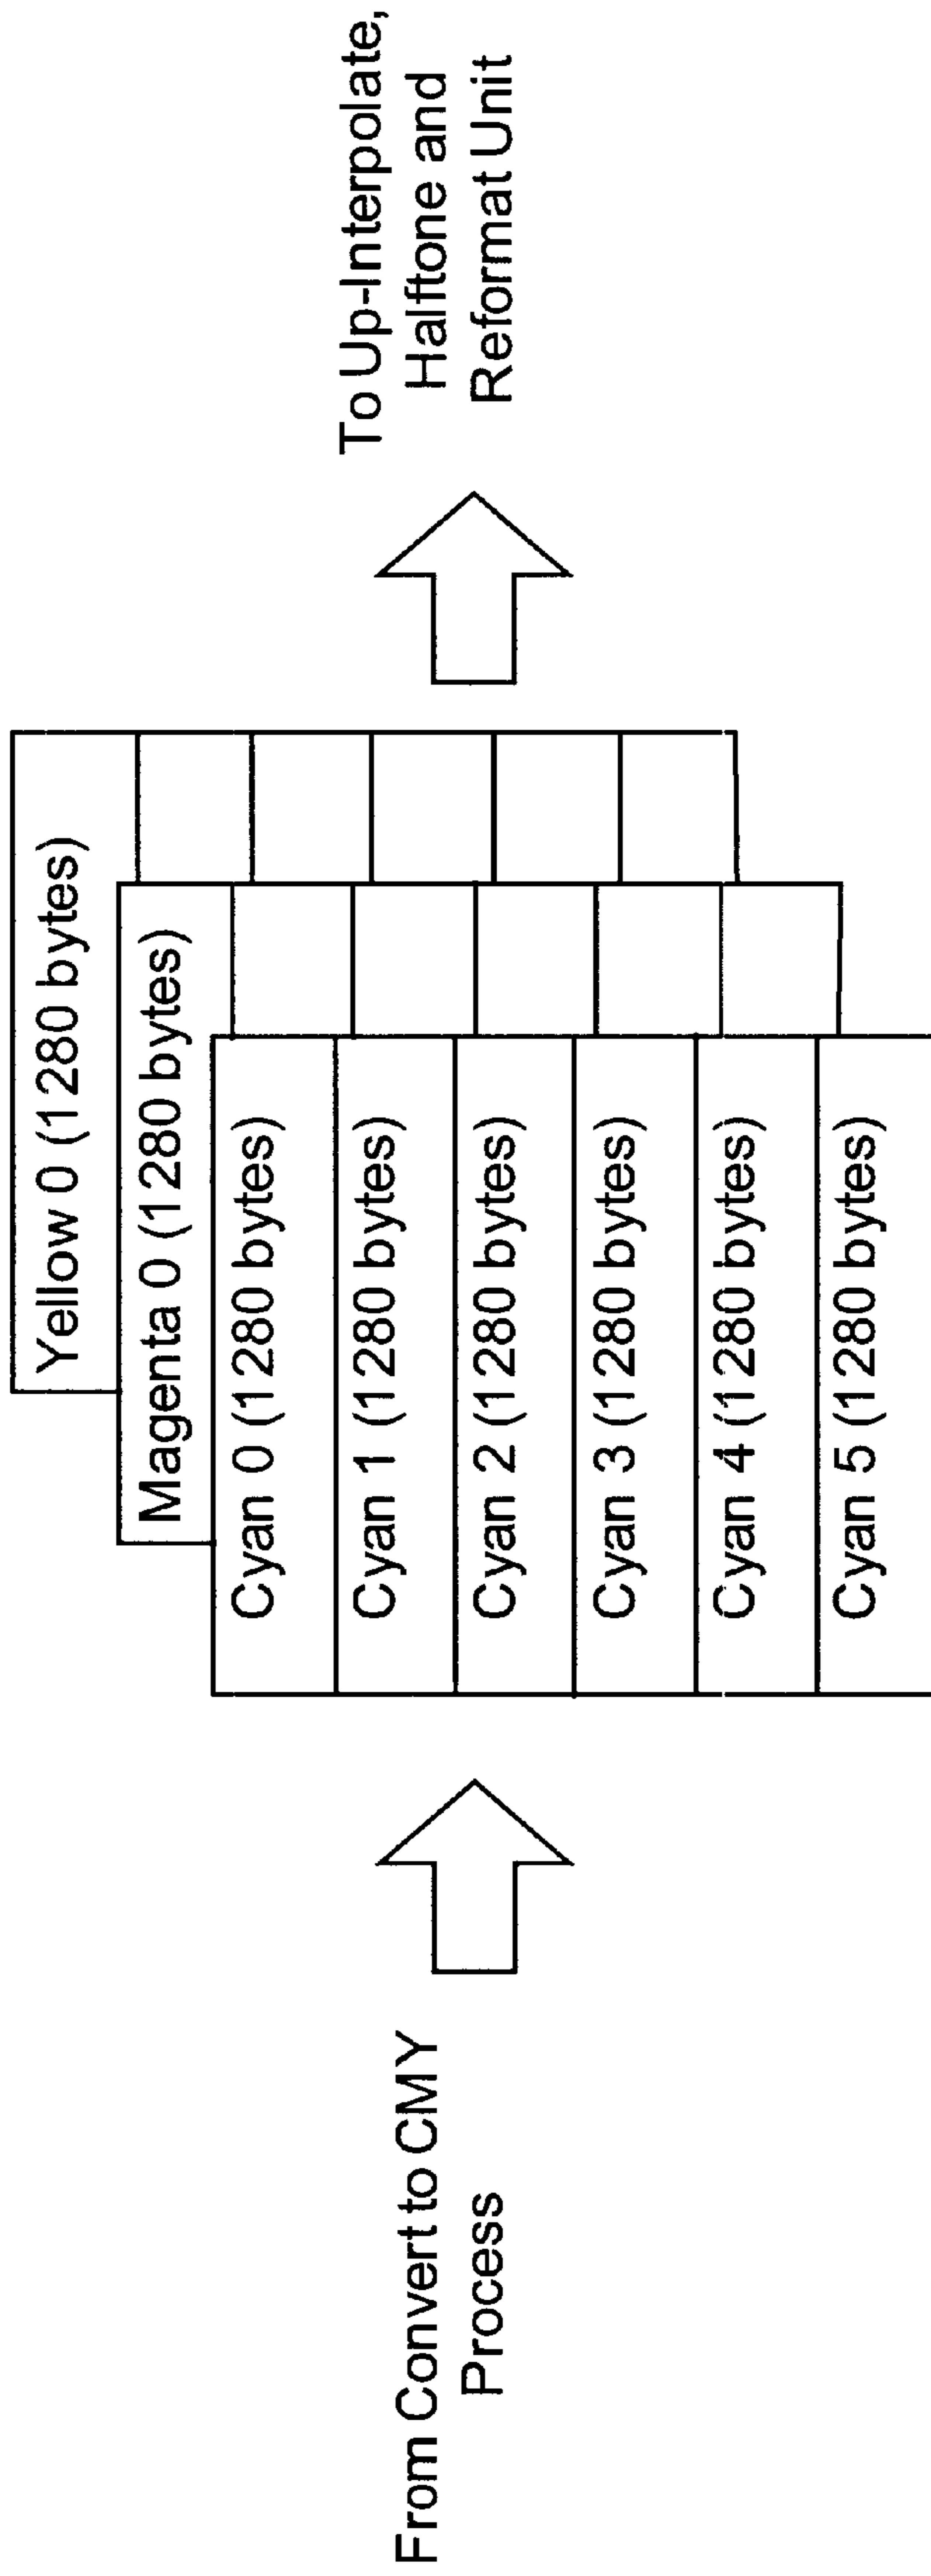 From Convert to CMY
Process
Yellow 0 (1280 bytes)
Magenta 0 (1280 bytes)
Cyan 0 (1280 bytes)
Cyan 1 (1280 bytes)
Cyan 2 (1280 bytes)
Cyan 3 (1280 bytes)
Cyan 4 (1280 bytes)
Cyan 5 (1280 bytes)
To Up-Interpolate,
Halftone and
Reformat Unit